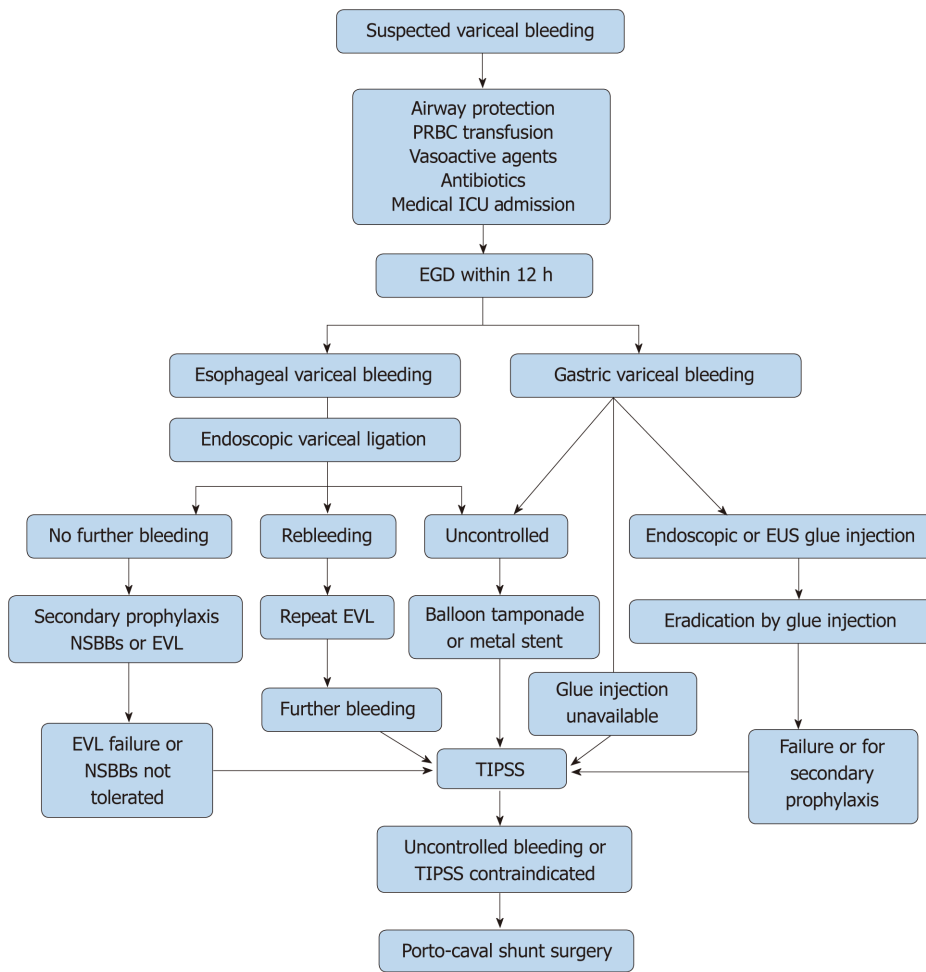 Suspected variceal bleeding
Airway protection
PRBC transfusion
Vasoactive agents
Antibiotics
Medical ICU admission
EGD within 12 h
Esophageal variceal bleeding
Gastric variceal bleeding
Endoscopic variceal ligation
No further bleeding
Rebleeding
Uncontrolled
Endoscopic or EUS glue injection
Secondary prophylaxis
NSBBs or EVL
Repeat EVL
Balloon tamponade
or metal stent
Eradication by glue injection
Further bleeding
Glue injection
unavailable
EVL failure or
NSBBs not
tolerated
TIPSS
Failure or for
secondary
prophylaxis
Uncontrolled bleeding or
TIPSS contraindicated
Porto-caval shunt surgery